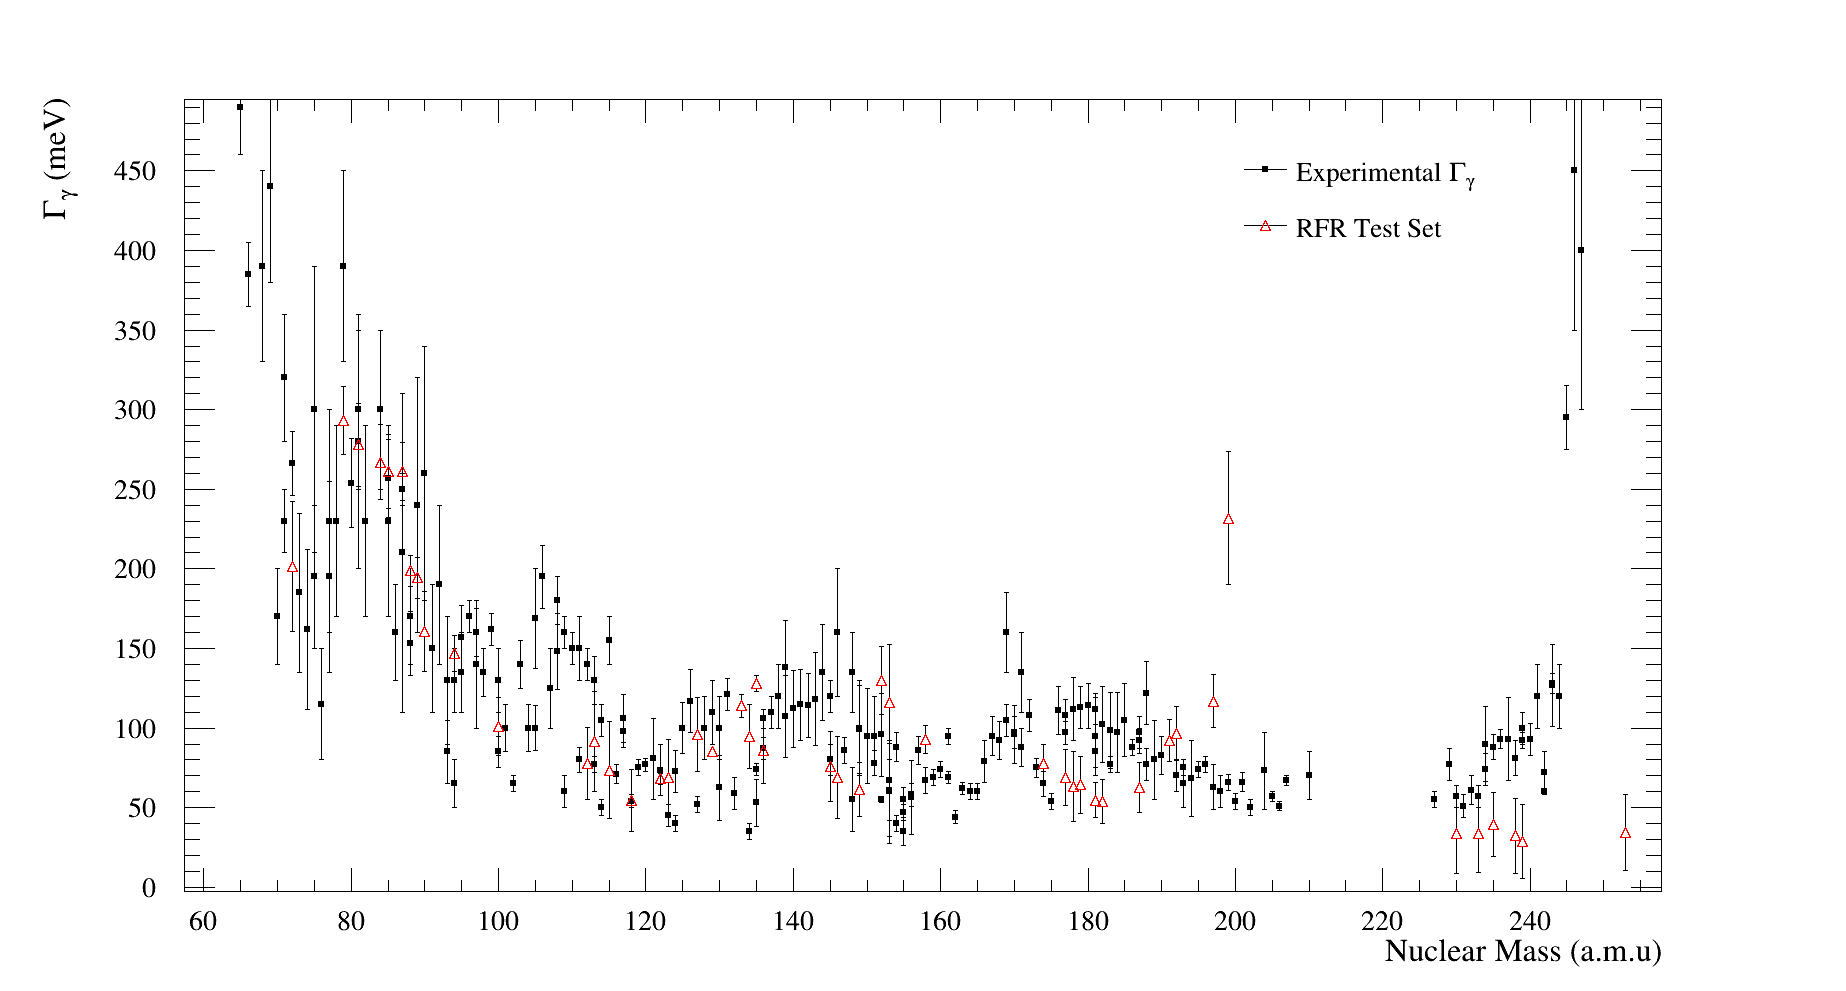 Γγ (meV)
450
400
350
300
250
200
150
100
50
0
60 80 100 120 140 160 180 200 220 240
Nuclear Mass (a.m.u)
Experimental Γγ
RFR Test Set